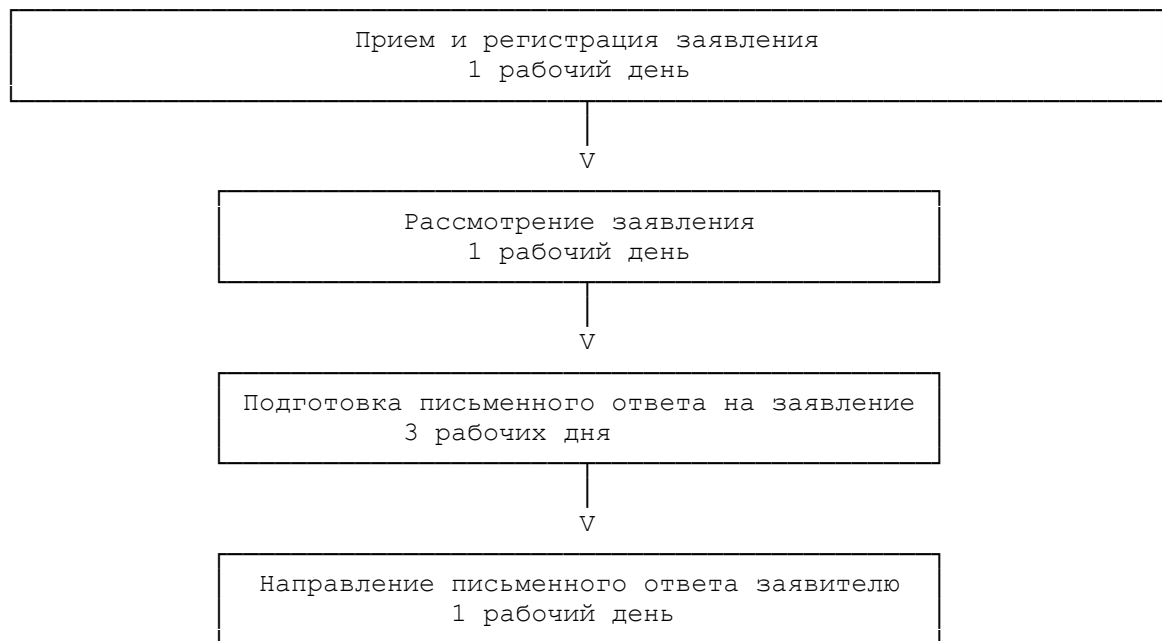 Прием и регистрация заявления
1 рабочий день
V
Рассмотрение заявления
1 рабочий день
V
Подготовка письменного ответа на заявление
3 рабочих дня
V
Направление письменного ответа заявителю
1 рабочий день